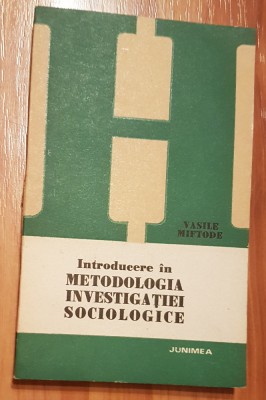 VASILE
MIFTODE
Introducere în
METODOLOGIA
INVESTIGAȚIEI
SOCIOLOGICE
JUNIMEA